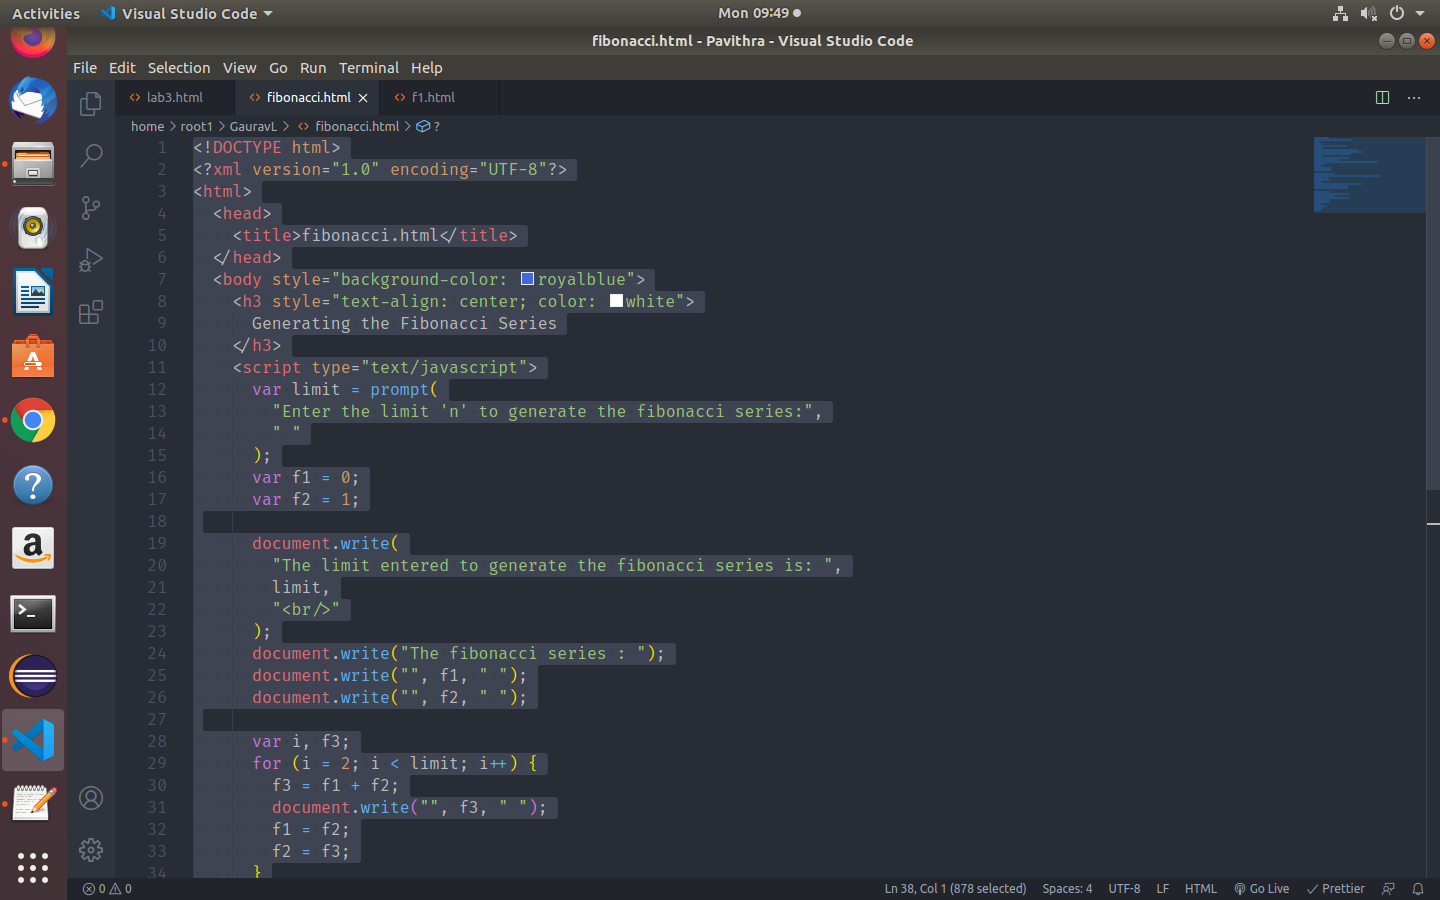 Activities Visual Studio Code Mon 09:49
fibonacci.html - Pavithra - Visual Studio Code
File Edit Selection View Go Run Terminal Help
lab3.html fibonacci.html f1.html
home > root1 > GauravL > fibonacci.html > ?
1 <!DOCTYPE html>
2 <?xml version="1.0" encoding="UTF-8"?>
3 <html>
4 <head>
5 <title>fibonacci.html</title>
6 </head>
7 <body style="background-color: royalblue">
8 <h3 style="text-align: center; color: white">
9 Generating the Fibonacci Series
10 </h3>
11 <script type="text/javascript">
12 var limit = prompt(
13 "Enter the limit 'n' to generate the fibonacci series:",
14 " "
15 );
16 var f1 = 0;
17 var f2 = 1;
18
19 document.write(
20 "The limit entered to generate the fibonacci series is: ",
21 limit,
22 "<br/>"
23 );
24 document.write("The fibonacci series : ");
25 document.write("", f1, " ");
26 document.write("", f2, " ");
27
28 var i, f3;
29 for (i = 2; i < limit; i++) {
30 f3 = f1 + f2;
31 document.write("", f3, " ");
32 f1 = f2;
33 f2 = f3;
34 }
0 0 Ln 38, Col 1 (878 selected) Spaces: 4 UTF-8 LF HTML Go Live Prettier